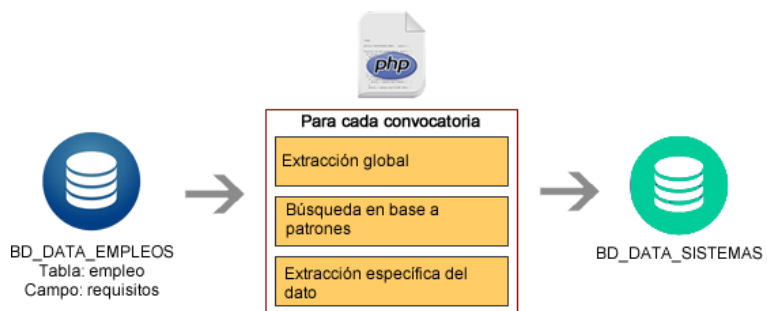 php
Para cada convocatoria
Extracción global
Búsqueda en base a
patrones
Extracción específica del
dato
BD_DATA_EMPLEOS
Tabla: empleo
Campo: requisitos
BD_DATA_SISTEMAS